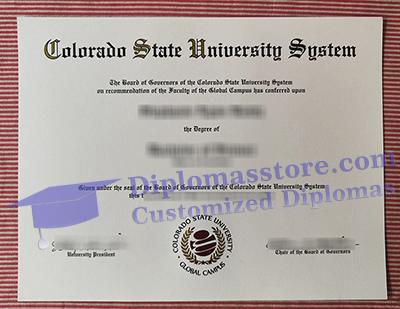 Colorado State University System
The Board of Governors of the Colorado State University System
on recommendation of the Faculty of the Global Campus has conferred upon
the Degree of
Diplomasstore.com
Given under the seal of the Board of Governors of the Colorado State University System
this
Customized Diplomas
COLORADO STATE UNIVERSITY
GLOBAL CAMPUS
University President
Chair of the Board of Governors